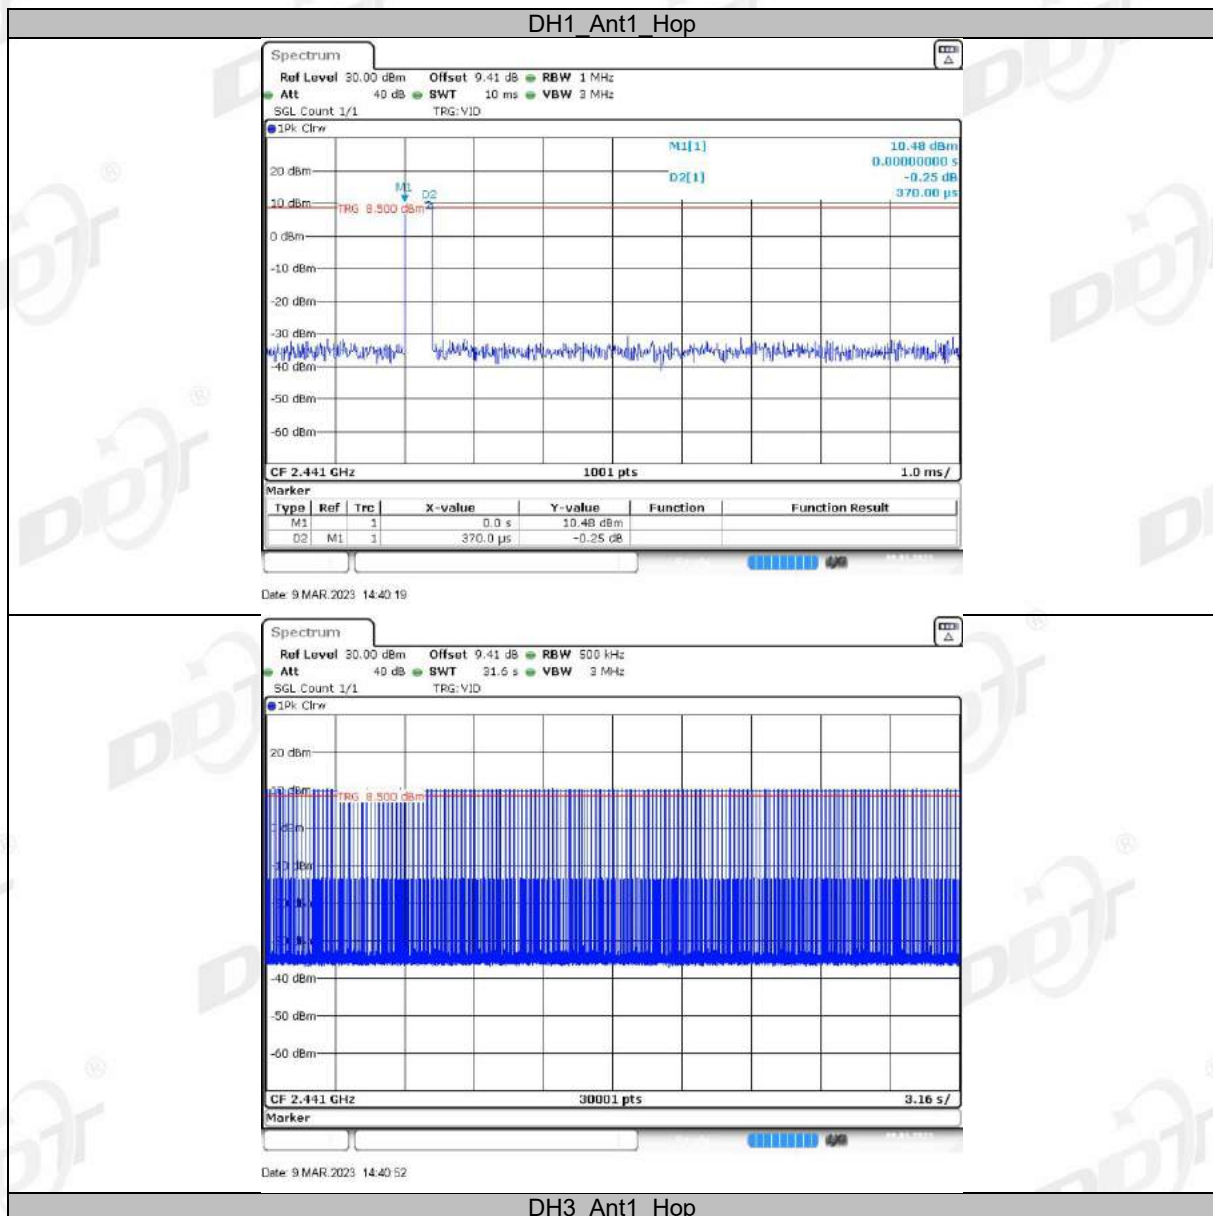 DH1_Ant1_Hop
Spectrum
Ref Level 30.00 dBm Offset 9.41 dB RBW 1 MHz
Att 40 dB SWT 10 ms VBW 3 MHz
SGL Count 1/1 TRG:VID
1Pk Clrw
M1[1] 10.48 dBm
0.00000000 s
D2[1] -0.25 dB
370.00 µs
20 dBm
M1
D2
10 dBm
TRG 8.500 dBm
0 dBm
-10 dBm
-20 dBm
-30 dBm
-40 dBm
-50 dBm
-60 dBm
CF 2.441 GHz 1001 pts 1.0 ms/
Marker
Type Ref Trc X-value Y-value Function Function Result
M1 1 0.0 s 10.48 dBm
D2 M1 1 370.0 µs -0.25 dB
Date: 9.MAR.2023 14:40:19
Spectrum
Ref Level 30.00 dBm Offset 9.41 dB RBW 500 kHz
Att 40 dB SWT 31.6 s VBW 3 MHz
SGL Count 1/1 TRG:VID
1Pk Clrw
20 dBm
TRG 8.500 dBm
-40 dBm
-50 dBm
-60 dBm
CF 2.441 GHz 30001 pts 3.16 s/
Marker
Date: 9.MAR.2023 14:40:52
DH3_Ant1_Hop